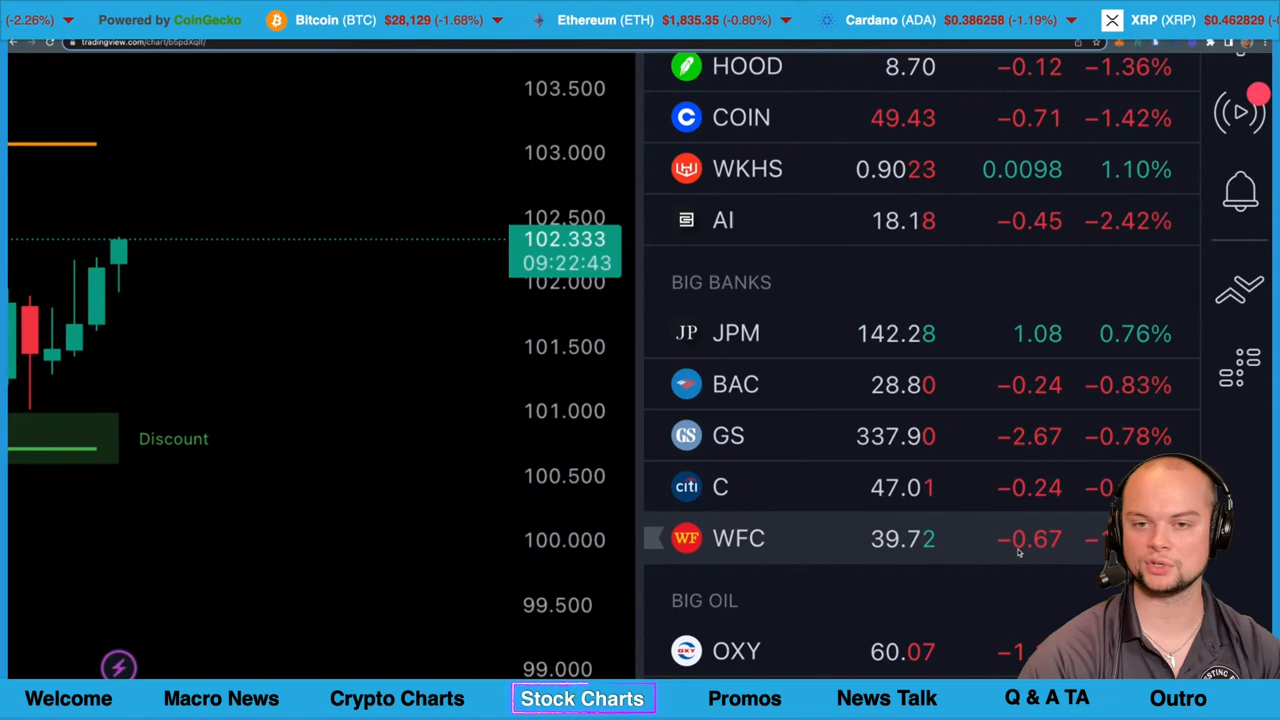 (-2.26%) Powered by CoinGecko Bitcoin (BTC) $28,129 (-1.68%) Ethereum (ETH) $1,835.35 (-0.80%) Cardano (ADA) $0.386258 (-1.19%) XRP (XRP) $0.462829
tradingview.com/chart/b5pdXqlf/
103.500
103.000
102.500
102.333
09:22:43
102.000
101.500
101.000
100.500
100.000
99.500
99.000
Discount
HOOD 8.70 −0.12 −1.36%
COIN 49.43 −0.71 −1.42%
WKHS 0.9023 0.0098 1.10%
AI 18.18 −0.45 −2.42%
BIG BANKS
JP JPM 142.28 1.08 0.76%
BAC 28.80 −0.24 −0.83%
GS GS 337.90 −2.67 −0.78%
citi C 47.01 −0.24
WF WFC 39.72 −0.67
BIG OIL
OXY OXY 60.07
Welcome Macro News Crypto Charts Stock Charts Promos News Talk Q & A TA Outro